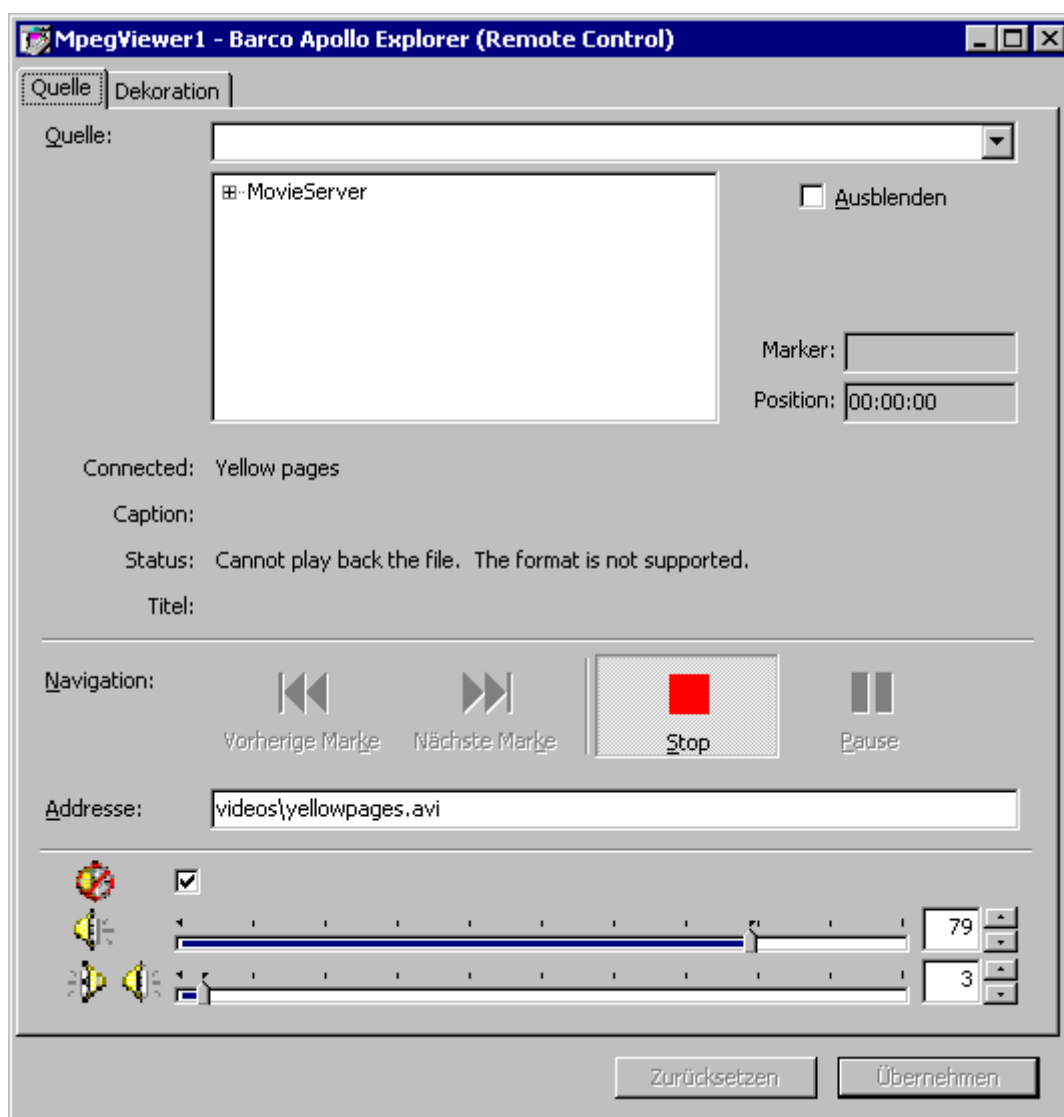 MpegViewer1 - Barco Apollo Explorer (Remote Control)
Quelle Dekoration
Quelle:
MovieServer
Ausblenden
Marker:
Position: 00:00:00
Connected: Yellow pages
Caption:
Status: Cannot play back the file. The format is not supported.
Titel:
Navigation:
Vorherige Marke Nächste Marke Stop Pause
Addresse: videos\yellowpages.avi
79
3
Zurücksetzen Übernehmen